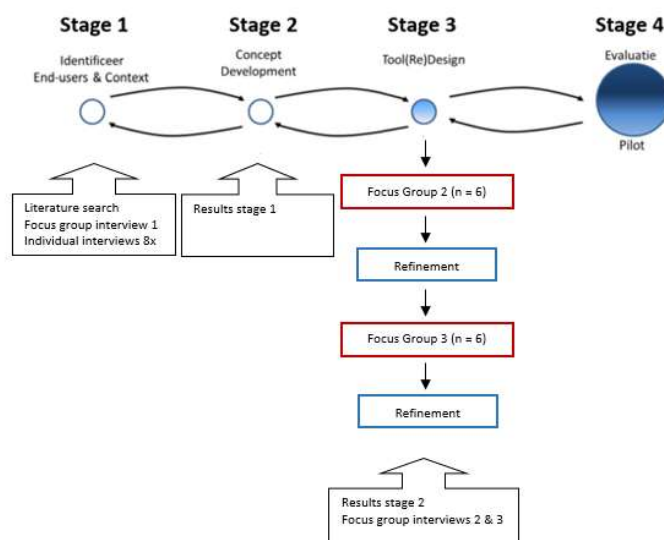 Stage 1
Stage 2
Stage 3
Stage 4
Identificeer
End-users & Context
Concept
Development
Tool(Re)Design
Evaluatie
Pilot
Literature search
Focus group interview 1
Individual interviews 8x
Results stage 1
Focus Group 2 (n = 6)
Refinement
Focus Group 3 (n = 6)
Refinement
Results stage 2
Focus group interviews 2 & 3